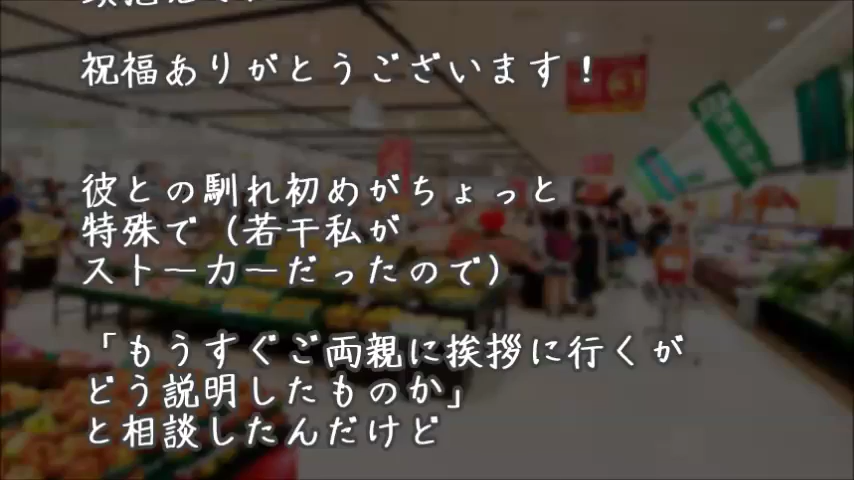 祝福ありがとうございます！
彼との馴れ初めがちょっと
特殊で（若干私が
ストーカーだったので）
「もうすぐご両親に挨拶に行くが
どう説明したものか」
と相談したんだけど